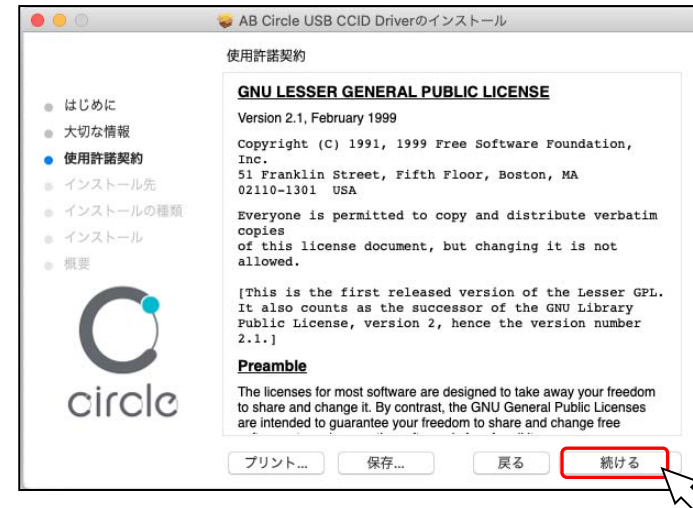 AB Circle USB CCID Driverのインストール
使用許諾契約
はじめに
大切な情報
使用許諾契約
インストール先
インストールの種類
インストール
概要
circle
GNU LESSER GENERAL PUBLIC LICENSE
Version 2.1, February 1999
Copyright (C) 1991, 1999 Free Software Foundation,
Inc.
51 Franklin Street, Fifth Floor, Boston, MA
02110-1301 USA
Everyone is permitted to copy and distribute verbatim
copies
of this license document, but changing it is not
allowed.
[This is the first released version of the Lesser GPL.
It also counts as the successor of the GNU Library
Public License, version 2, hence the version number
2.1.]
Preamble
The licenses for most software are designed to take away your freedom
to share and change it. By contrast, the GNU General Public Licenses
are intended to guarantee your freedom to share and change free
プリント...
保存...
戻る
続ける